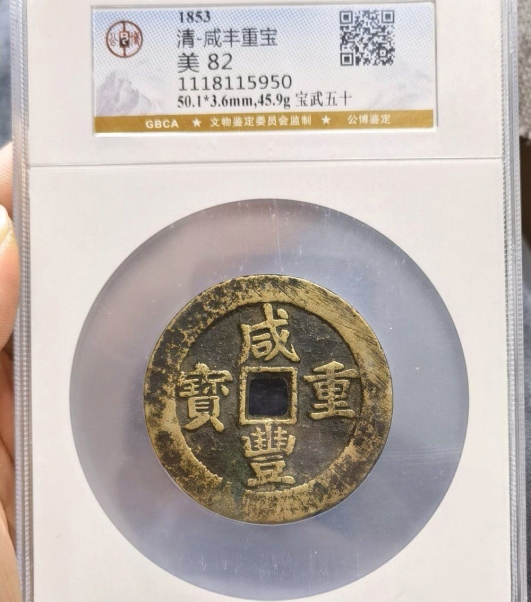 1853
清-咸丰重宝
美 82
1118115950
50.1*3.6mm,45.9g 宝武五十
GBCA ★ 文物鉴定委员会监制 ★ 公博鉴定
咸
豐
重
寶